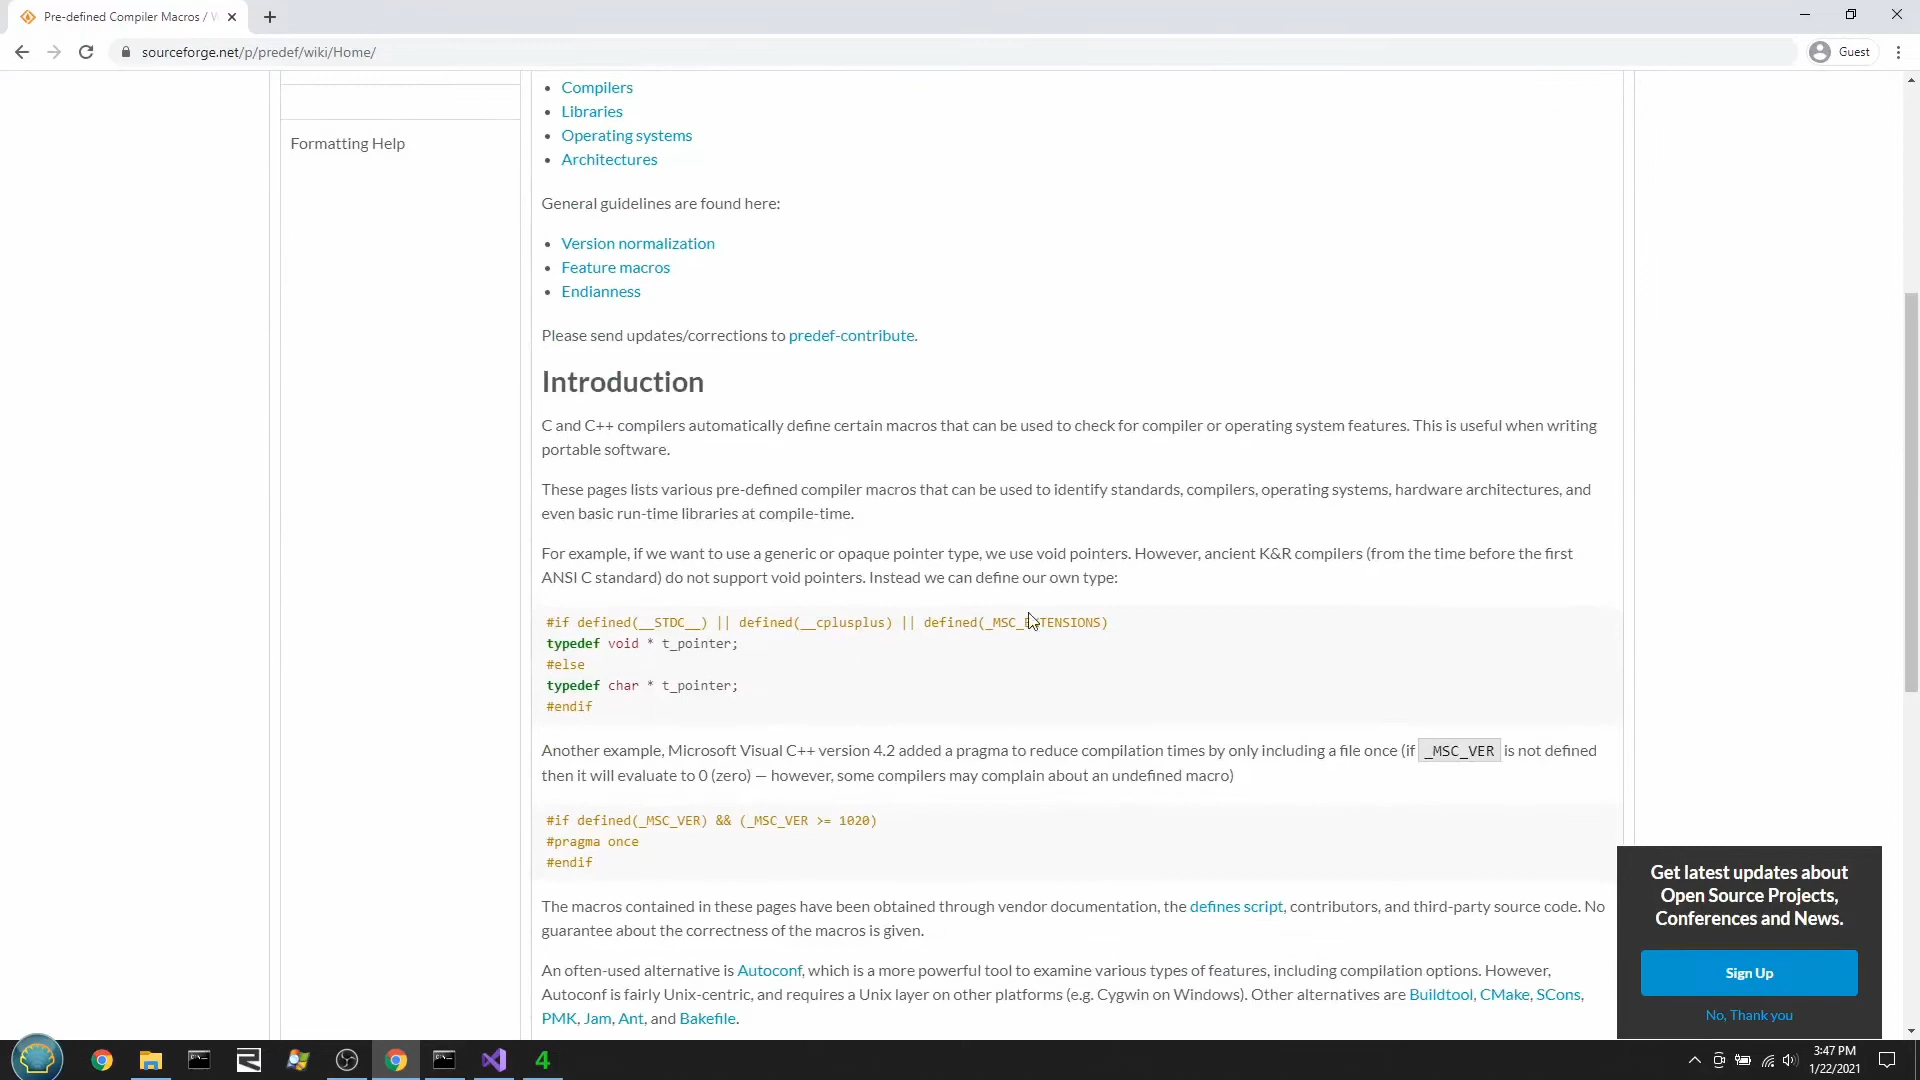 Pre-defined Compiler Macros /
sourceforge.net/p/predef/wiki/Home/
Guest
Formatting Help
Compilers
Libraries
Operating systems
Architectures
General guidelines are found here:
Version normalization
Feature macros
Endianness
Please send updates/corrections to predef-contribute.
Introduction
C and C++ compilers automatically define certain macros that can be used to check for compiler or operating system features. This is useful when writing
portable software.
These pages lists various pre-defined compiler macros that can be used to identify standards, compilers, operating systems, hardware architectures, and
even basic run-time libraries at compile-time.
For example, if we want to use a generic or opaque pointer type, we use void pointers. However, ancient K&R compilers (from the time before the first
ANSI C standard) do not support void pointers. Instead we can define our own type:
#if defined(__STDC__) || defined(__cplusplus) || defined(_MSC_EXTENSIONS)
typedef void * t_pointer;
#else
typedef char * t_pointer;
#endif
Another example, Microsoft Visual C++ version 4.2 added a pragma to reduce compilation times by only including a file once (if _MSC_VER is not defined
then it will evaluate to 0 (zero) — however, some compilers may complain about an undefined macro)
#if defined(_MSC_VER) && (_MSC_VER >= 1020)
#pragma once
#endif
The macros contained in these pages have been obtained through vendor documentation, the defines script, contributors, and third-party source code. No
guarantee about the correctness of the macros is given.
An often-used alternative is Autoconf, which is a more powerful tool to examine various types of features, including compilation options. However,
Autoconf is fairly Unix-centric, and requires a Unix layer on other platforms (e.g. Cygwin on Windows). Other alternatives are Buildtool, CMake, SCons,
PMK, Jam, Ant, and Bakefile.
Get latest updates about
Open Source Projects,
Conferences and News.
Sign Up
No, Thank you
4
3:47 PM
1/22/2021